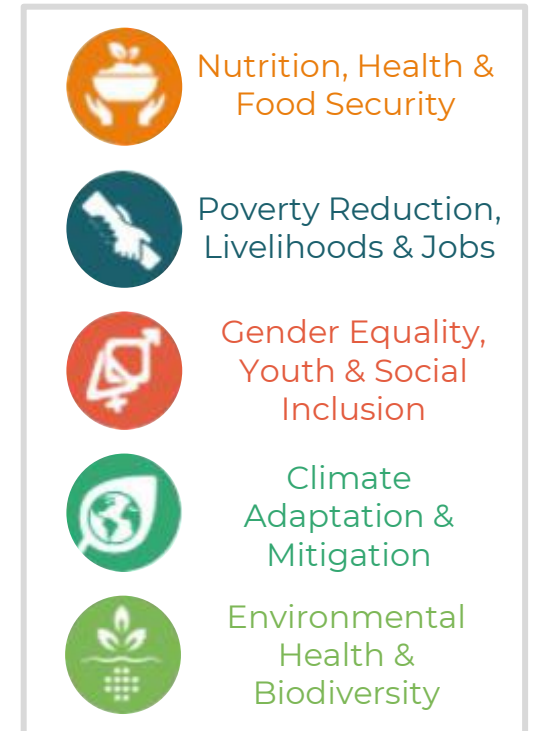 Nutrition, Health &
Food Security
Poverty Reduction,
Livelihoods & Jobs
Gender Equality,
Youth & Social
Inclusion
Climate
Adaptation &
Mitigation
Environmental
Health &
Biodiversity